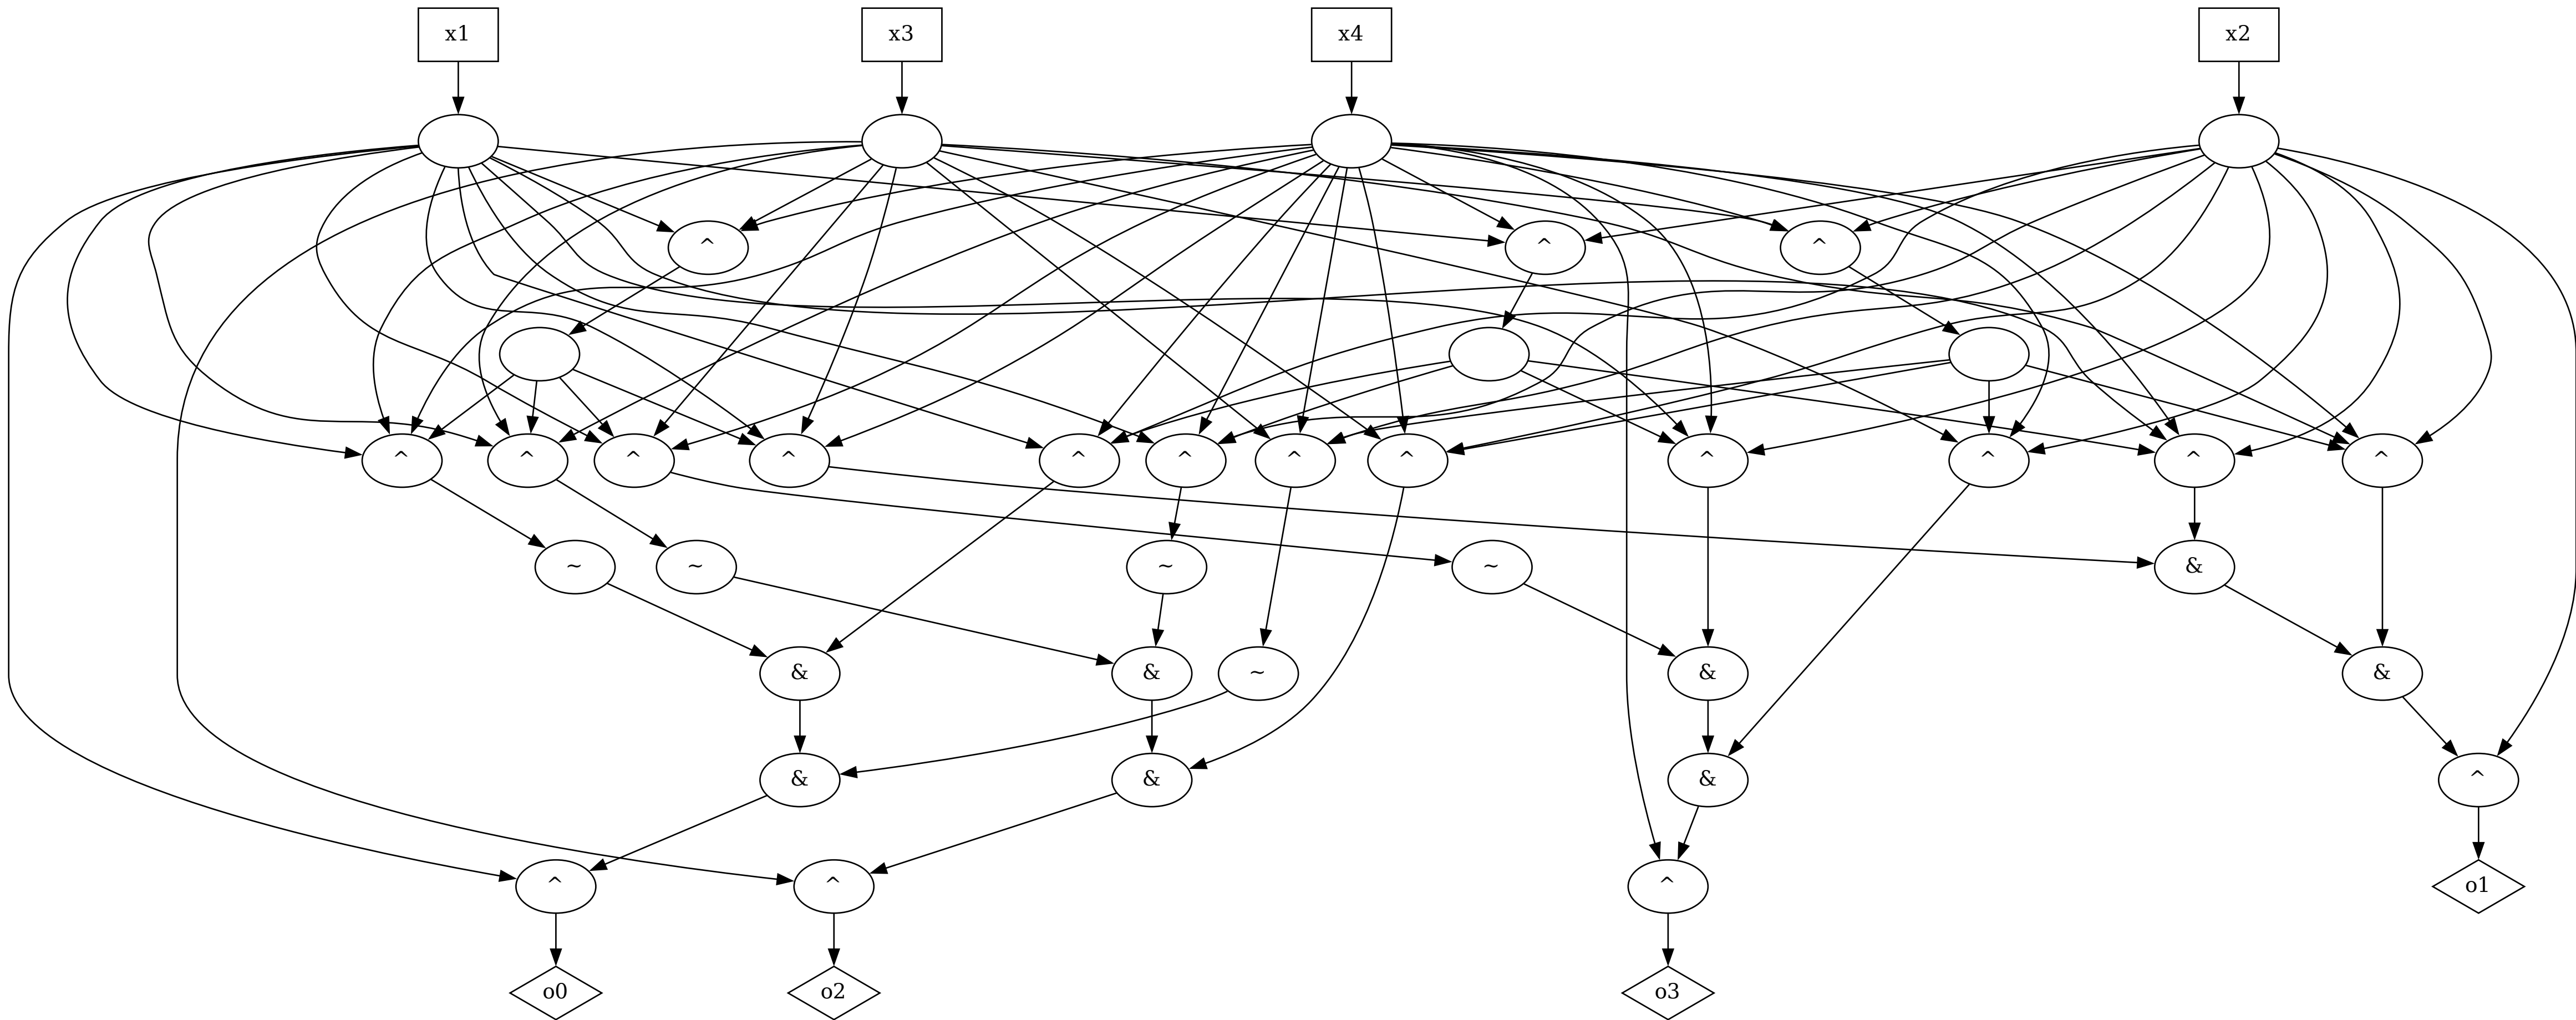 x1 x3 x4 x2
^ ^ ^
^ ^ ^ ^ ^ ^ ^ ^ ^ ^ ^ ^
~ ~ ~ ~ &
& & ~ & &
& & & ^
^ ^ ^ o1
o0 o2 o3